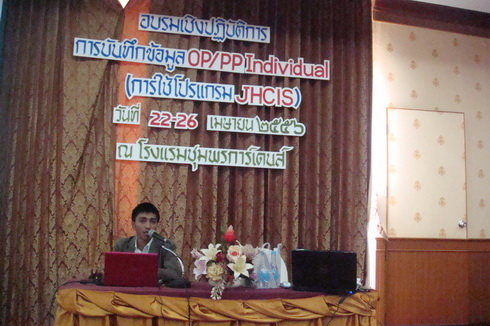 อบรมเชิงปฏิบัติการ
การบันทึกข้อมูล OP/PP Individual
(การใช้โปรแกรม JHCIS)
วันที่ 22-26 เมษายน ๒๕๕๖
ณ โรงแรมชุมพรการ์เดนส์